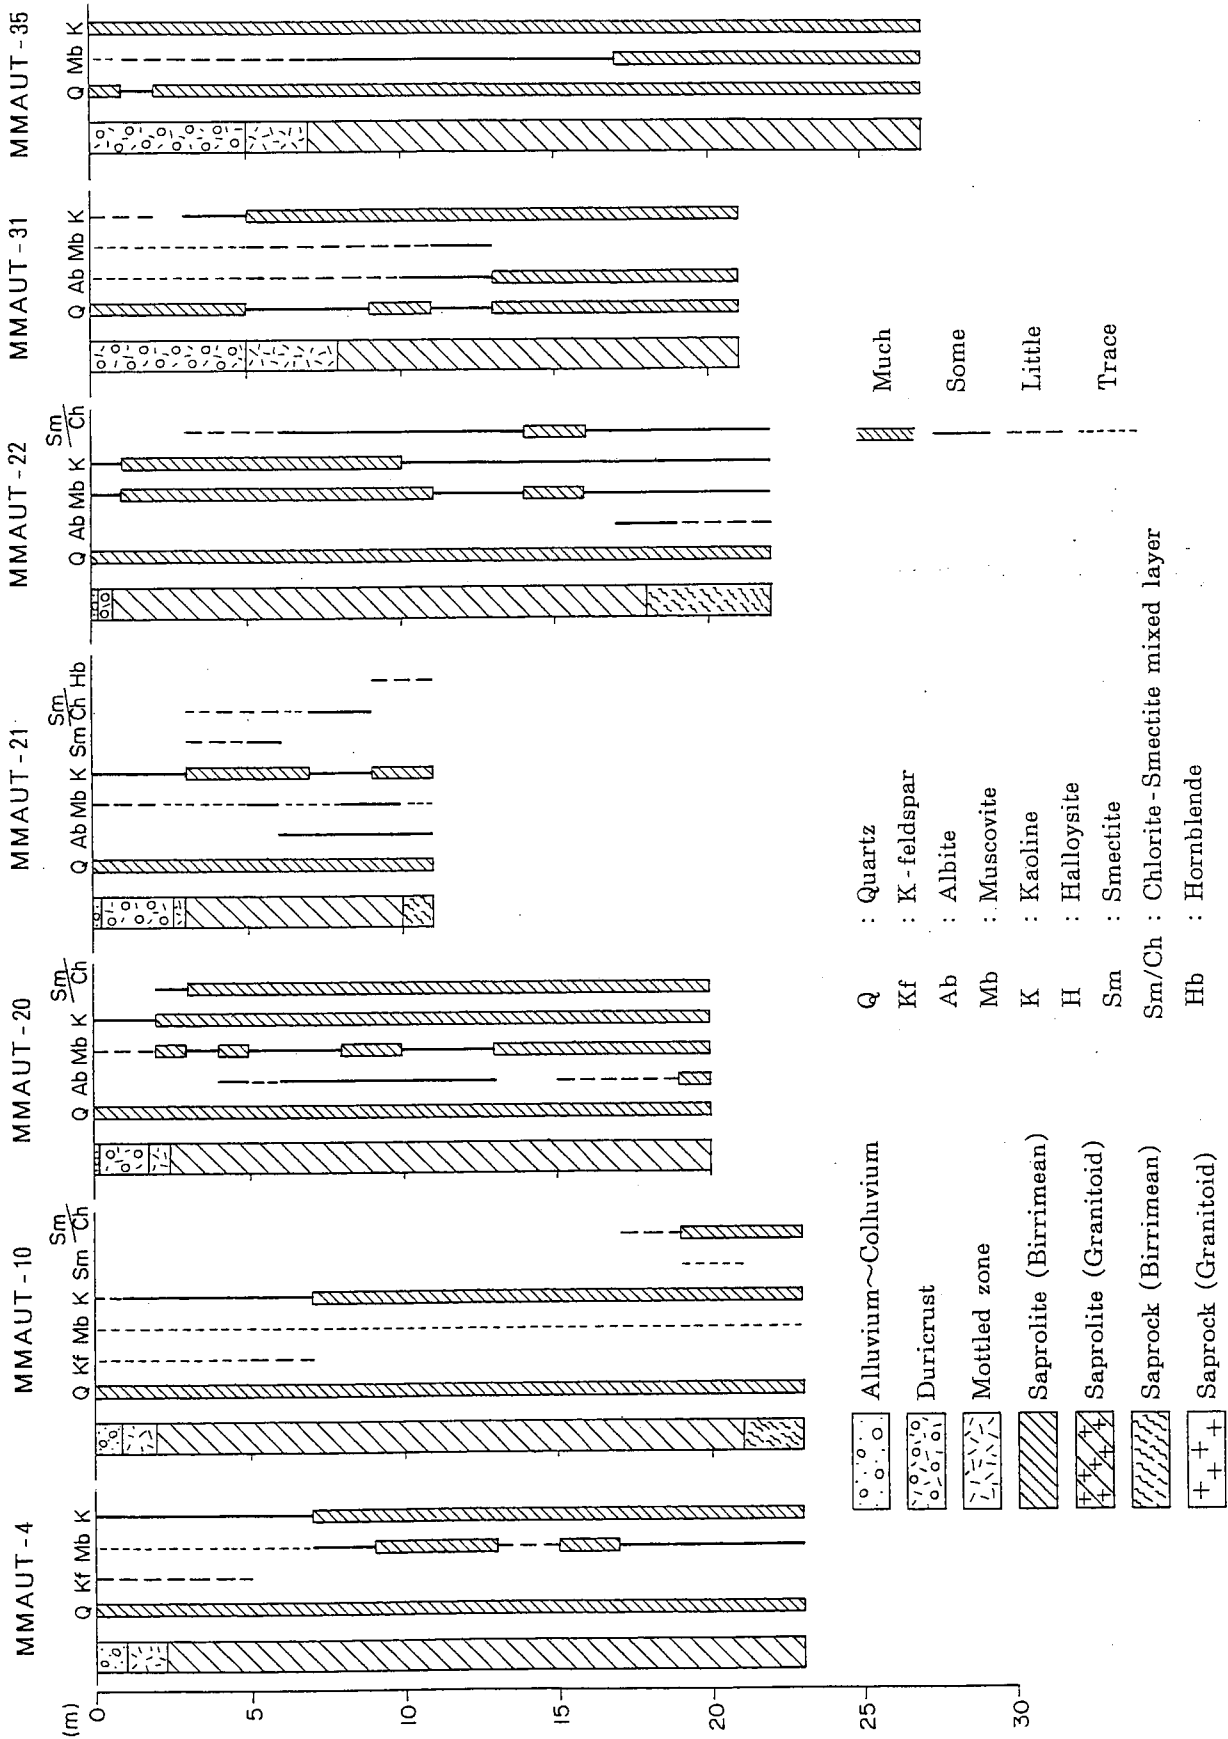 MMAUT-4
MMAUT-10
MMAUT-20
MMAUT-21
MMAUT-22
MMAUT-31
MMAUT-35
Q Kf Mb K
Q Kf Mb K Sm Sm/Ch
Q Ab Mb K Sm/Ch
Q Ab Mb K Sm Sm/Ch Hb
Q Ab Mb K Sm/Ch
Q Ab Mb K
Q Mb K
(m)
0
5
10
15
20
25
30
Alluvium~Colluvium
Duricrust
Mottled zone
Saprolite (Birrimean)
Saprolite (Granitoid)
Saprock (Birrimean)
Saprock (Granitoid)
Q : Quartz
Kf : K-feldspar
Ab : Albite
Mb : Muscovite
K : Kaoline
H : Halloysite
Sm : Smectite
Sm/Ch : Chlorite-Smectite mixed layer
Hb : Hornblende
Much
Some
Little
Trace